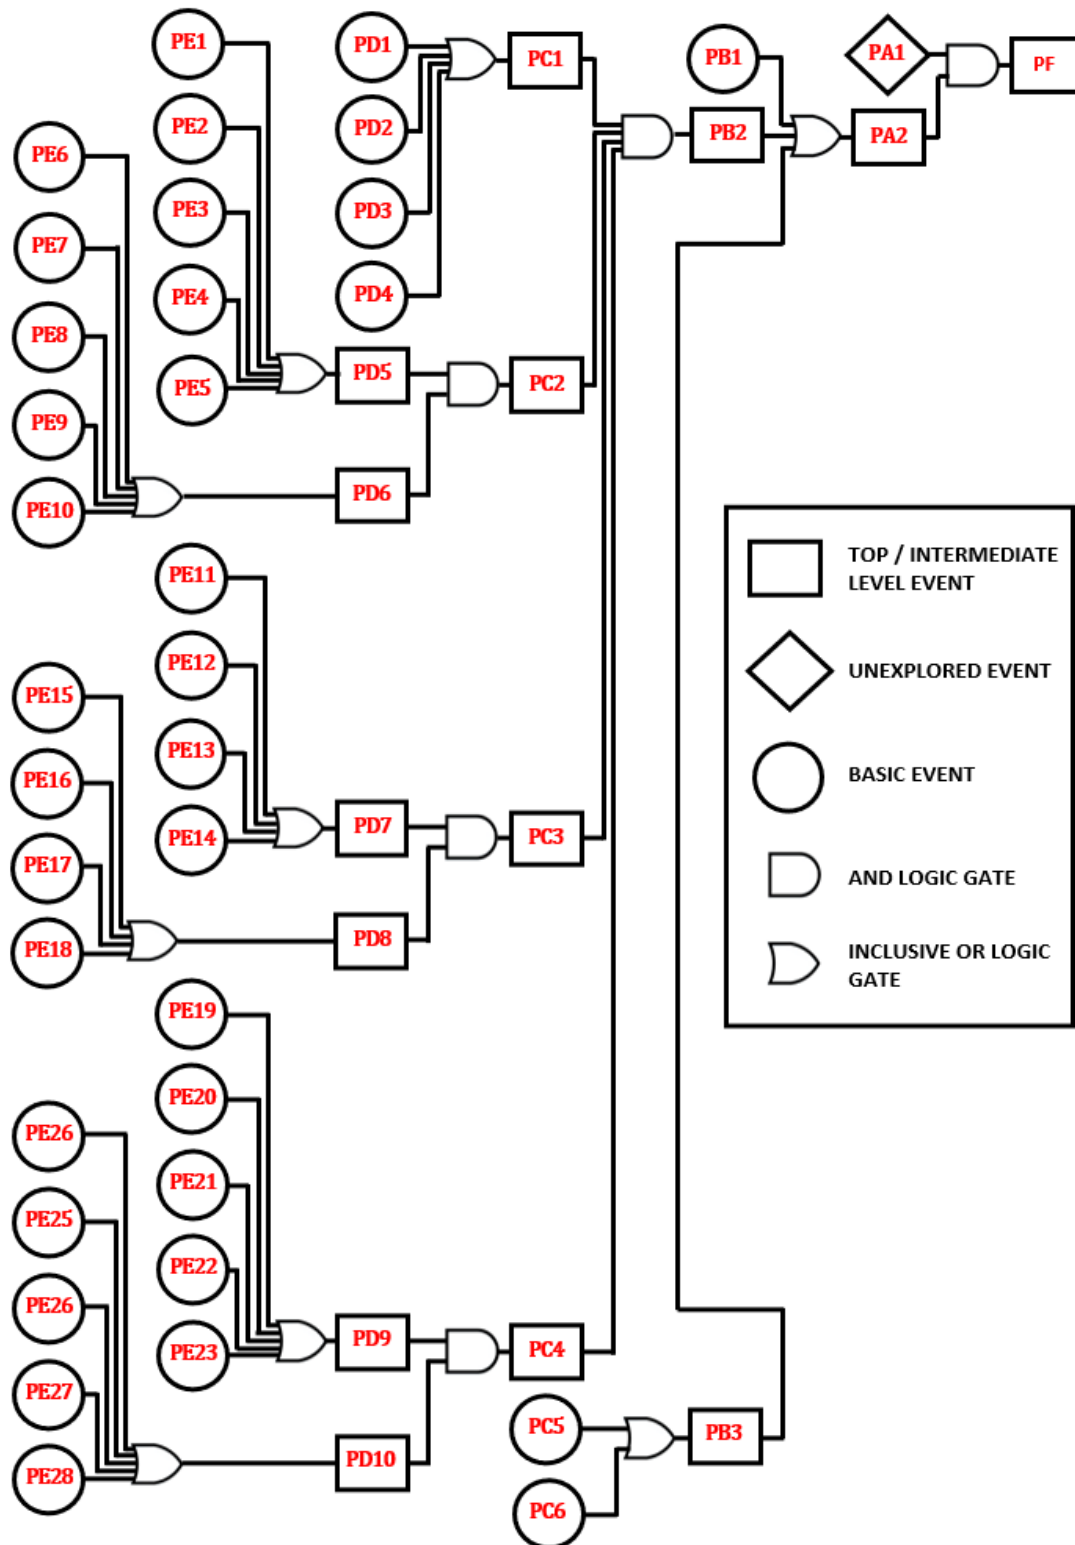 PE1
PD1
PC1
PB1
PA1
PF
PE2
PD2
PB2
PA2
PE6
PE3
PD3
PE7
PE4
PD4
PE8
PE5
PD5
PC2
PE9
PE10
PD6
PE11
TOP / INTERMEDIATE
LEVEL EVENT
PE12
UNEXPLORED EVENT
PE15
PE13
PE16
BASIC EVENT
PE14
PD7
PC3
PE17
AND LOGIC GATE
PE18
PD8
INCLUSIVE OR LOGIC
GATE
PE19
PE20
PE26
PE21
PE25
PE22
PE26
PE23
PD9
PC4
PE27
PC5
PB3
PE28
PD10
PC6